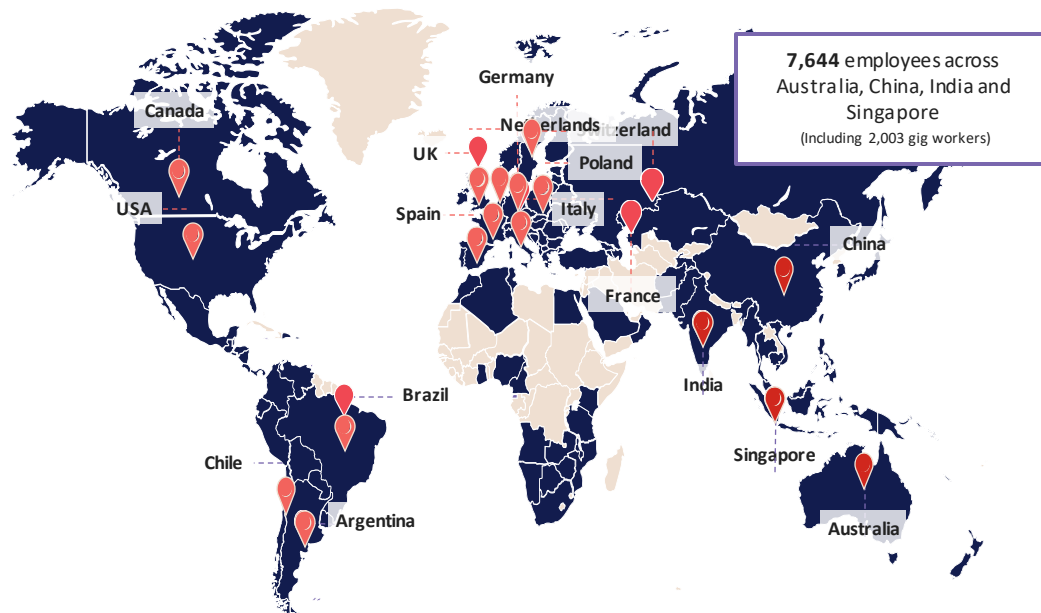 Germany
7,644 employees across
Australia, China, India and
Singapore
(Including 2,003 gig workers)
Canada
Netherlands
Switzerland
UK
Poland
USA
Spain
Italy
China
France
India
Brazil
Singapore
Chile
Argentina
Australia